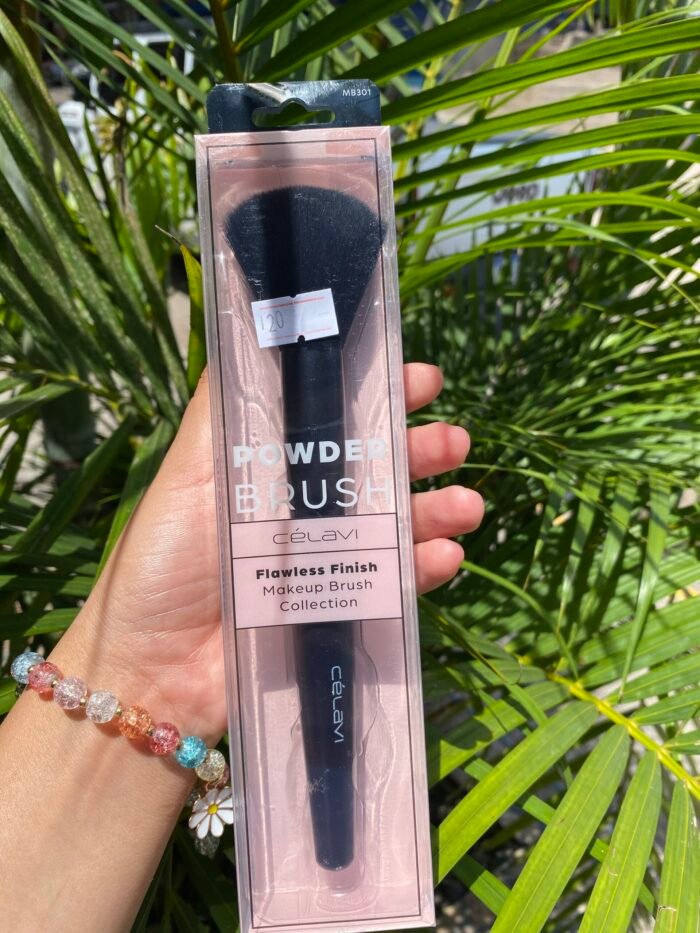 MB301
120
POWDER
BRUSH
céLAVI
Flawless Finish
Makeup Brush
Collection
céLAVI